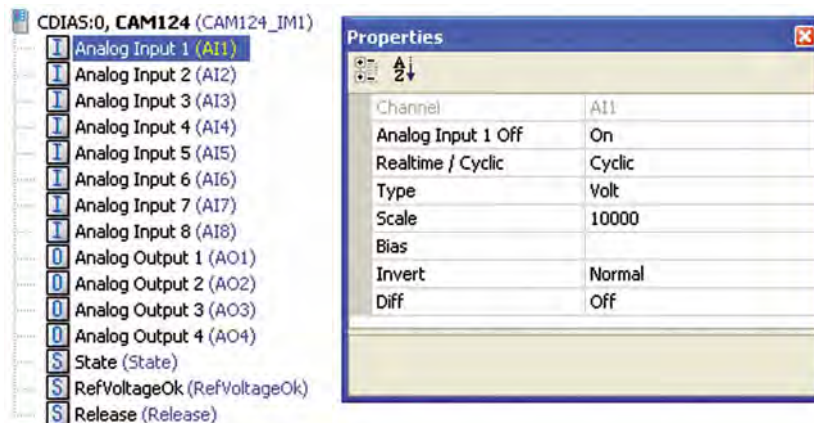 CDIAS:0, CAM124 (CAM124_IM1)
I Analog Input 1 (AI1)
I Analog Input 2 (AI2)
I Analog Input 3 (AI3)
I Analog Input 4 (AI4)
I Analog Input 5 (AI5)
I Analog Input 6 (AI6)
I Analog Input 7 (AI7)
I Analog Input 8 (AI8)
O Analog Output 1 (AO1)
O Analog Output 2 (AO2)
O Analog Output 3 (AO3)
O Analog Output 4 (AO4)
S State (State)
S RefVoltageOk (RefVoltageOk)
S Release (Release)
Properties
A Z
Channel AI1
Analog Input 1 Off On
Realtime / Cyclic Cyclic
Type Volt
Scale 10000
Bias
Invert Normal
Diff Off